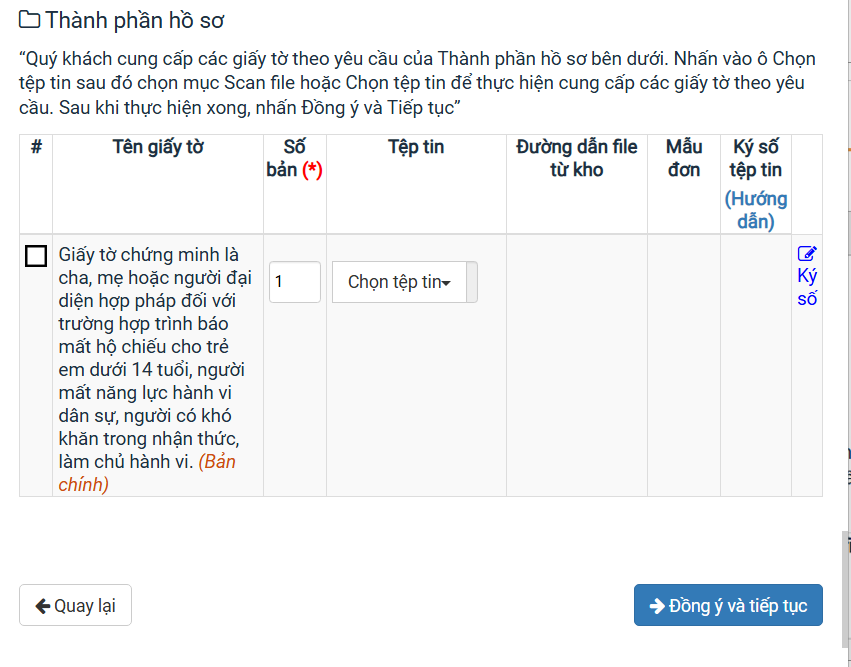 Thành phần hồ sơ
“Quý khách cung cấp các giấy tờ theo yêu cầu của Thành phần hồ sơ bên dưới. Nhấn vào ô Chọn
tệp tin sau đó chọn mục Scan file hoặc Chọn tệp tin để thực hiện cung cấp các giấy tờ theo yêu
cầu. Sau khi thực hiện xong, nhấn Đồng ý và Tiếp tục”
# Tên giấy tờ Số bản (*) Tệp tin Đường dẫn file từ kho Mẫu đơn Ký số tệp tin (Hướng dẫn)
Giấy tờ chứng minh là
cha, mẹ hoặc người đại
diện hợp pháp đối với
trường hợp trình báo
mất hộ chiếu cho trẻ
em dưới 14 tuổi, người
mất năng lực hành vi
dân sự, người có khó
khăn trong nhận thức,
làm chủ hành vi. (Bản
chính)
1
Chọn tệp tin
Ký
số
Quay lại
Đồng ý và tiếp tục